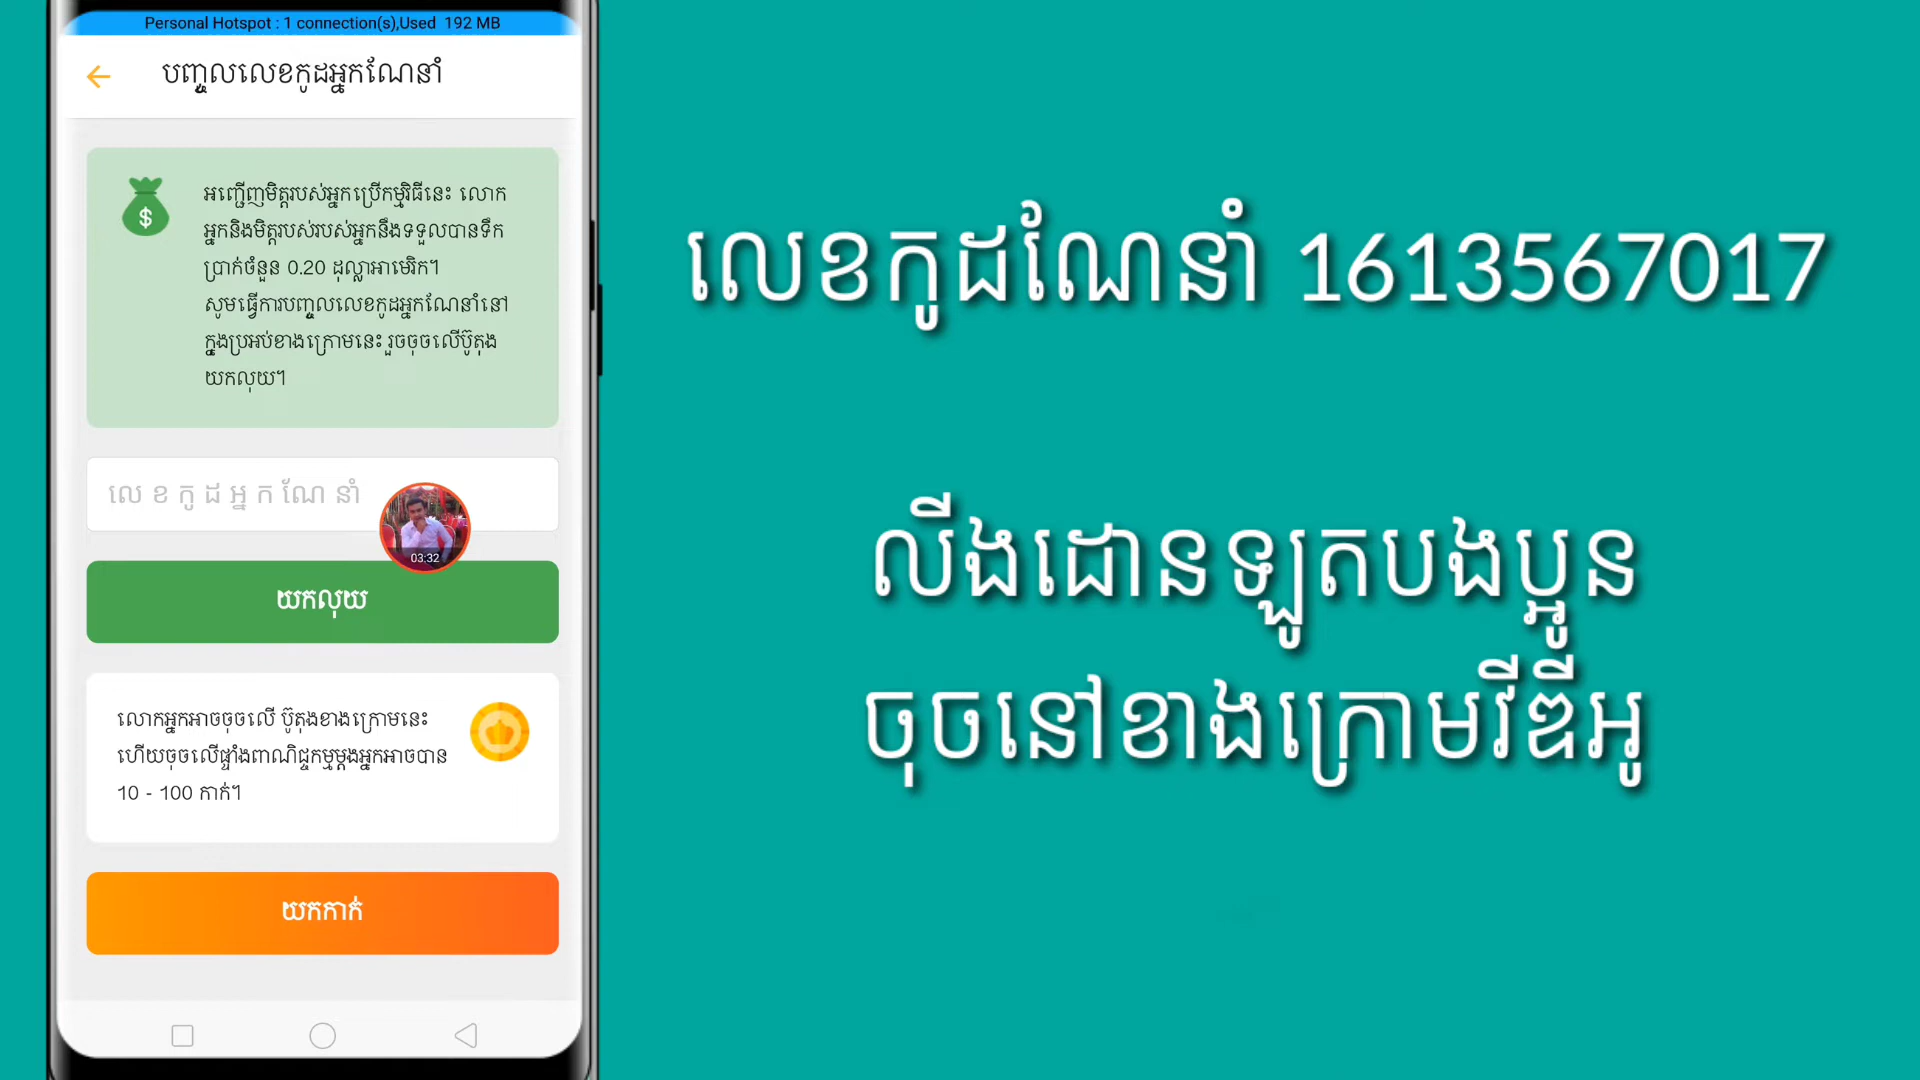 Personal Hotspot : 1 connection(s),Used 192 MB
បញ្ចូលលេខកូដអ្នកណែនាំ
អញ្ជើញមិត្តរបស់អ្នកប្រើកម្មវិធីនេះ លោក
អ្នកនិងមិត្តរបស់របស់អ្នកនឹងទទួលបានទឹក
ប្រាក់ចំនួន 0.20 ដុល្លាអាមេរិក។
សូមធ្វើការបញ្ចូលលេខកូដអ្នកណែនាំនៅ
ក្នុងប្រអប់ខាងក្រោមនេះ រួចចុចលើប៊ូតុង
យកលុយ។
លេខកូដអ្នកណែនាំ
03:32
យកលុយ
លោកអ្នកអាចចុចលើ ប៊ូតុងខាងក្រោមនេះ
ហើយចុចលើផ្ទាំងពាណិជ្ជកម្មម្តងអ្នកអាចបាន
10 - 100 កាក់។
យកកាក់
លេខកូដណែនាំ 1613567017
លីងដោនឡូតបងប្អូន
ចុចនៅខាងក្រោមវីឌីអូ